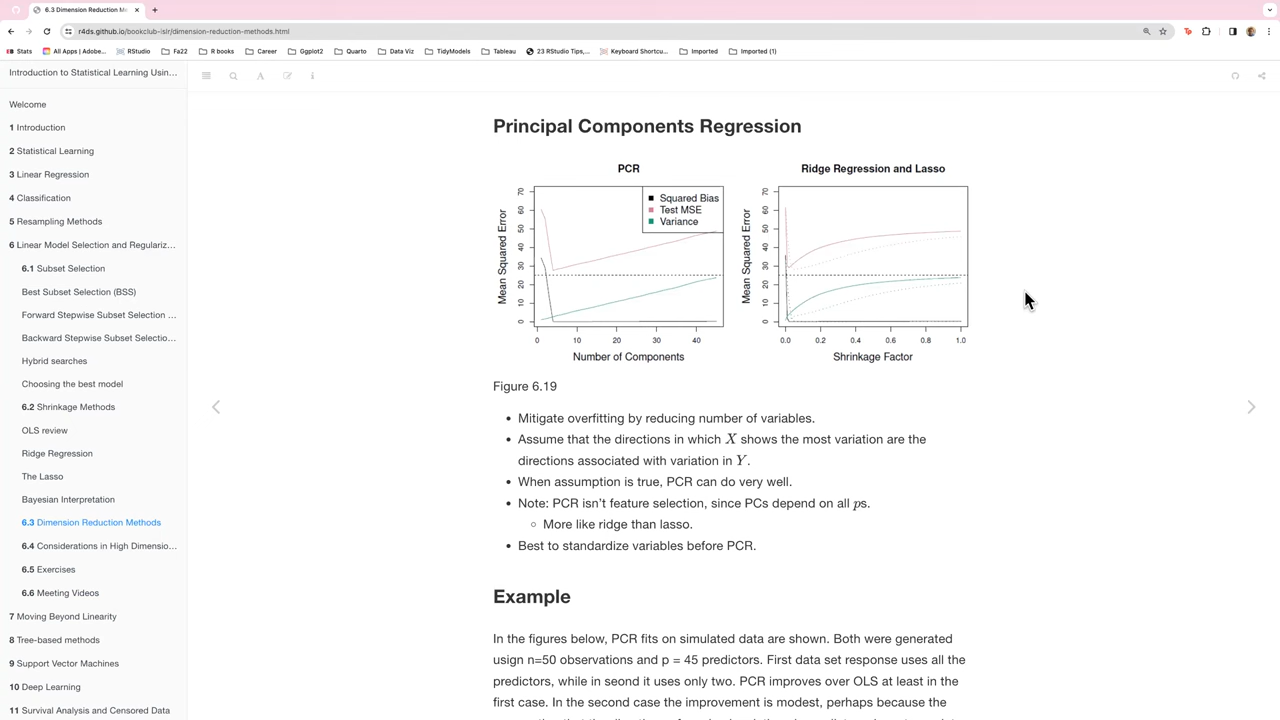 6.3 Dimension Reduction Me
r4ds.github.io/bookclub-islr/dimension-reduction-methods.html
Stats
All Apps | Adobe...
RStudio
Fa22
R books
Career
Ggplot2
Quarto
Data Viz
TidyModels
Tableau
23 RStudio Tips,...
Keyboard Shortcu...
Imported
Imported (1)
Introduction to Statistical Learning Usin...
Welcome
1 Introduction
2 Statistical Learning
3 Linear Regression
4 Classification
5 Resampling Methods
6 Linear Model Selection and Regulariz...
6.1 Subset Selection
Best Subset Selection (BSS)
Forward Stepwise Subset Selection ...
Backward Stepwise Subset Selectio...
Hybrid searches
Choosing the best model
6.2 Shrinkage Methods
OLS review
Ridge Regression
The Lasso
Bayesian Interpretation
6.3 Dimension Reduction Methods
6.4 Considerations in High Dimensio...
6.5 Exercises
6.6 Meeting Videos
7 Moving Beyond Linearity
8 Tree-based methods
9 Support Vector Machines
10 Deep Learning
11 Survival Analysis and Censored Data
Principal Components Regression
PCR
Squared Bias
Test MSE
Variance
Mean Squared Error
0 10 20 30 40 50 60 70
0 10 20 30 40
Number of Components
Ridge Regression and Lasso
Mean Squared Error
0 10 20 30 40 50 60 70
0.0 0.2 0.4 0.6 0.8 1.0
Shrinkage Factor
Figure 6.19
• Mitigate overfitting by reducing number of variables.
• Assume that the directions in which X shows the most variation are the
directions associated with variation in Y.
• When assumption is true, PCR can do very well.
• Note: PCR isn't feature selection, since PCs depend on all ps.
○ More like ridge than lasso.
• Best to standardize variables before PCR.
Example
In the figures below, PCR fits on simulated data are shown. Both were generated
usign n=50 observations and p = 45 predictors. First data set response uses all the
predictors, while in seond it uses only two. PCR improves over OLS at least in the
first case. In the second case the improvement is modest, perhaps because the